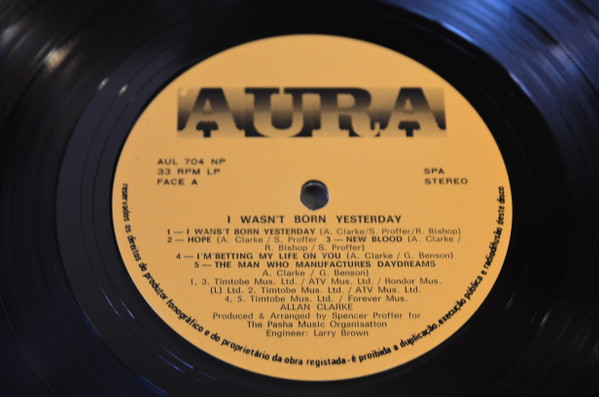 AURA
AUL 704 NP
33 RPM LP
FACE A
SPA
STEREO
I WASN'T BORN YESTERDAY
1 — I WANS'T BORN YESTERDAY (A. Clarke/S. Proffer/R. Bishop)
2 — HOPE (A. Clarke / S. Proffer 3 — NEW BLOOD (A. Clarke /
R. Bishop / S. Proffer)
4 — I'M'BETTING MY LIFE ON YOU (A. Clarke / G. Benson)
5 — THE MAN WHO MANUFACTURES DAYDREAMS
A. Clarke / G. Benson)
1, 3. Timtobe Mus. Ltd. / ATV Mus. Ltd. / Rondor Mus.
(L) Ltd. 2. Timtobe Mus. Ltd. / ATV Mus. Ltd.
4, 5. Timtobe Mus. Ltd. / Forever Mus.
ALLAN CLARKE
Produced & Arranged by Spencer Proffer for
The Pasha Music Organisation
Engineer: Larry Brown
reservados os direitos do produtor fonográfico e do proprietário da obra registada - é proibida a duplicação, execução pública e radiodifusão deste disco